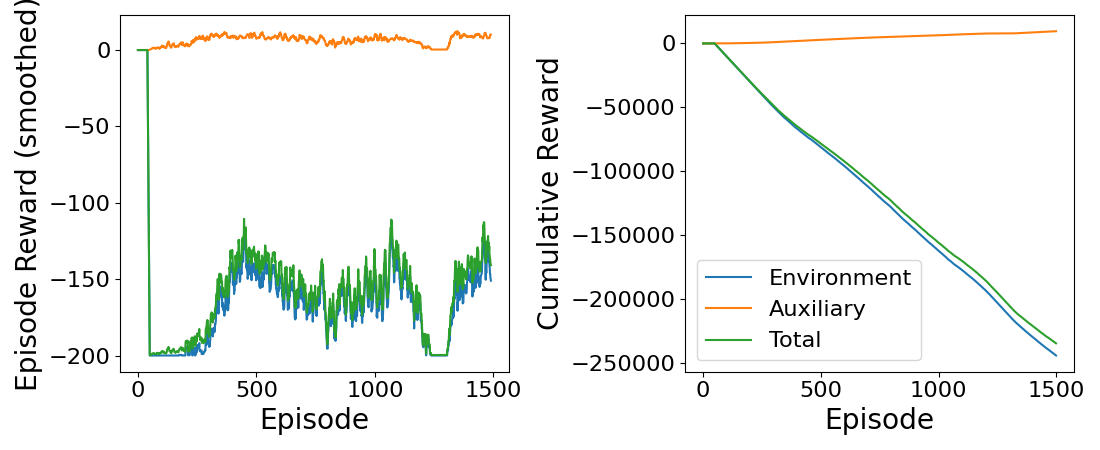 Episode Reward (smoothed)
0
−50
−100
−150
−200
0
500
1000
1500
Episode
Cumulative Reward
0
−50000
−100000
−150000
−200000
−250000
0
500
1000
1500
Episode
Environment
Auxiliary
Total